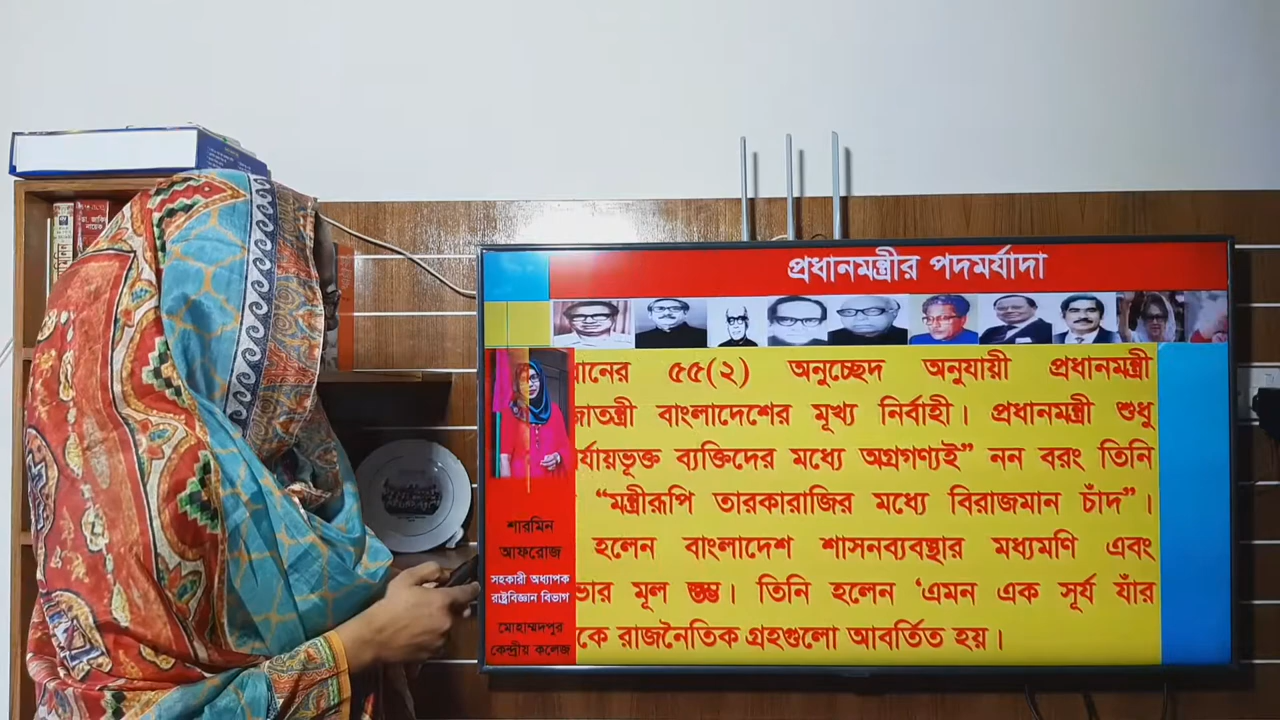 প্রধানমন্ত্রীর পদমর্যাদা
৫৫(২) অনুচ্ছেদ অনুযায়ী প্রধানমন্ত্রী
বাংলাদেশের মূখ্য নির্বাহী। প্রধানমন্ত্রী শুধু
ব্যক্তিদের মধ্যে অগ্রগণ্যই” নন বরং তিনি
“মন্ত্রীরূপি তারকারাজির মধ্যে বিরাজমান চাঁদ”।
হলেন বাংলাদেশ শাসনব্যবস্থার মধ্যমণি এবং
মূল স্তম্ভ। তিনি হলেন ‘এমন এক সূর্য যাঁর
কে রাজনৈতিক গ্রহগুলো আবর্তিত হয়।
শারমিন
আফরোজ
সহকারী অধ্যাপক
রাষ্ট্রবিজ্ঞান বিভাগ
মোহাম্মদপুর
কেন্দ্রীয় কলেজ